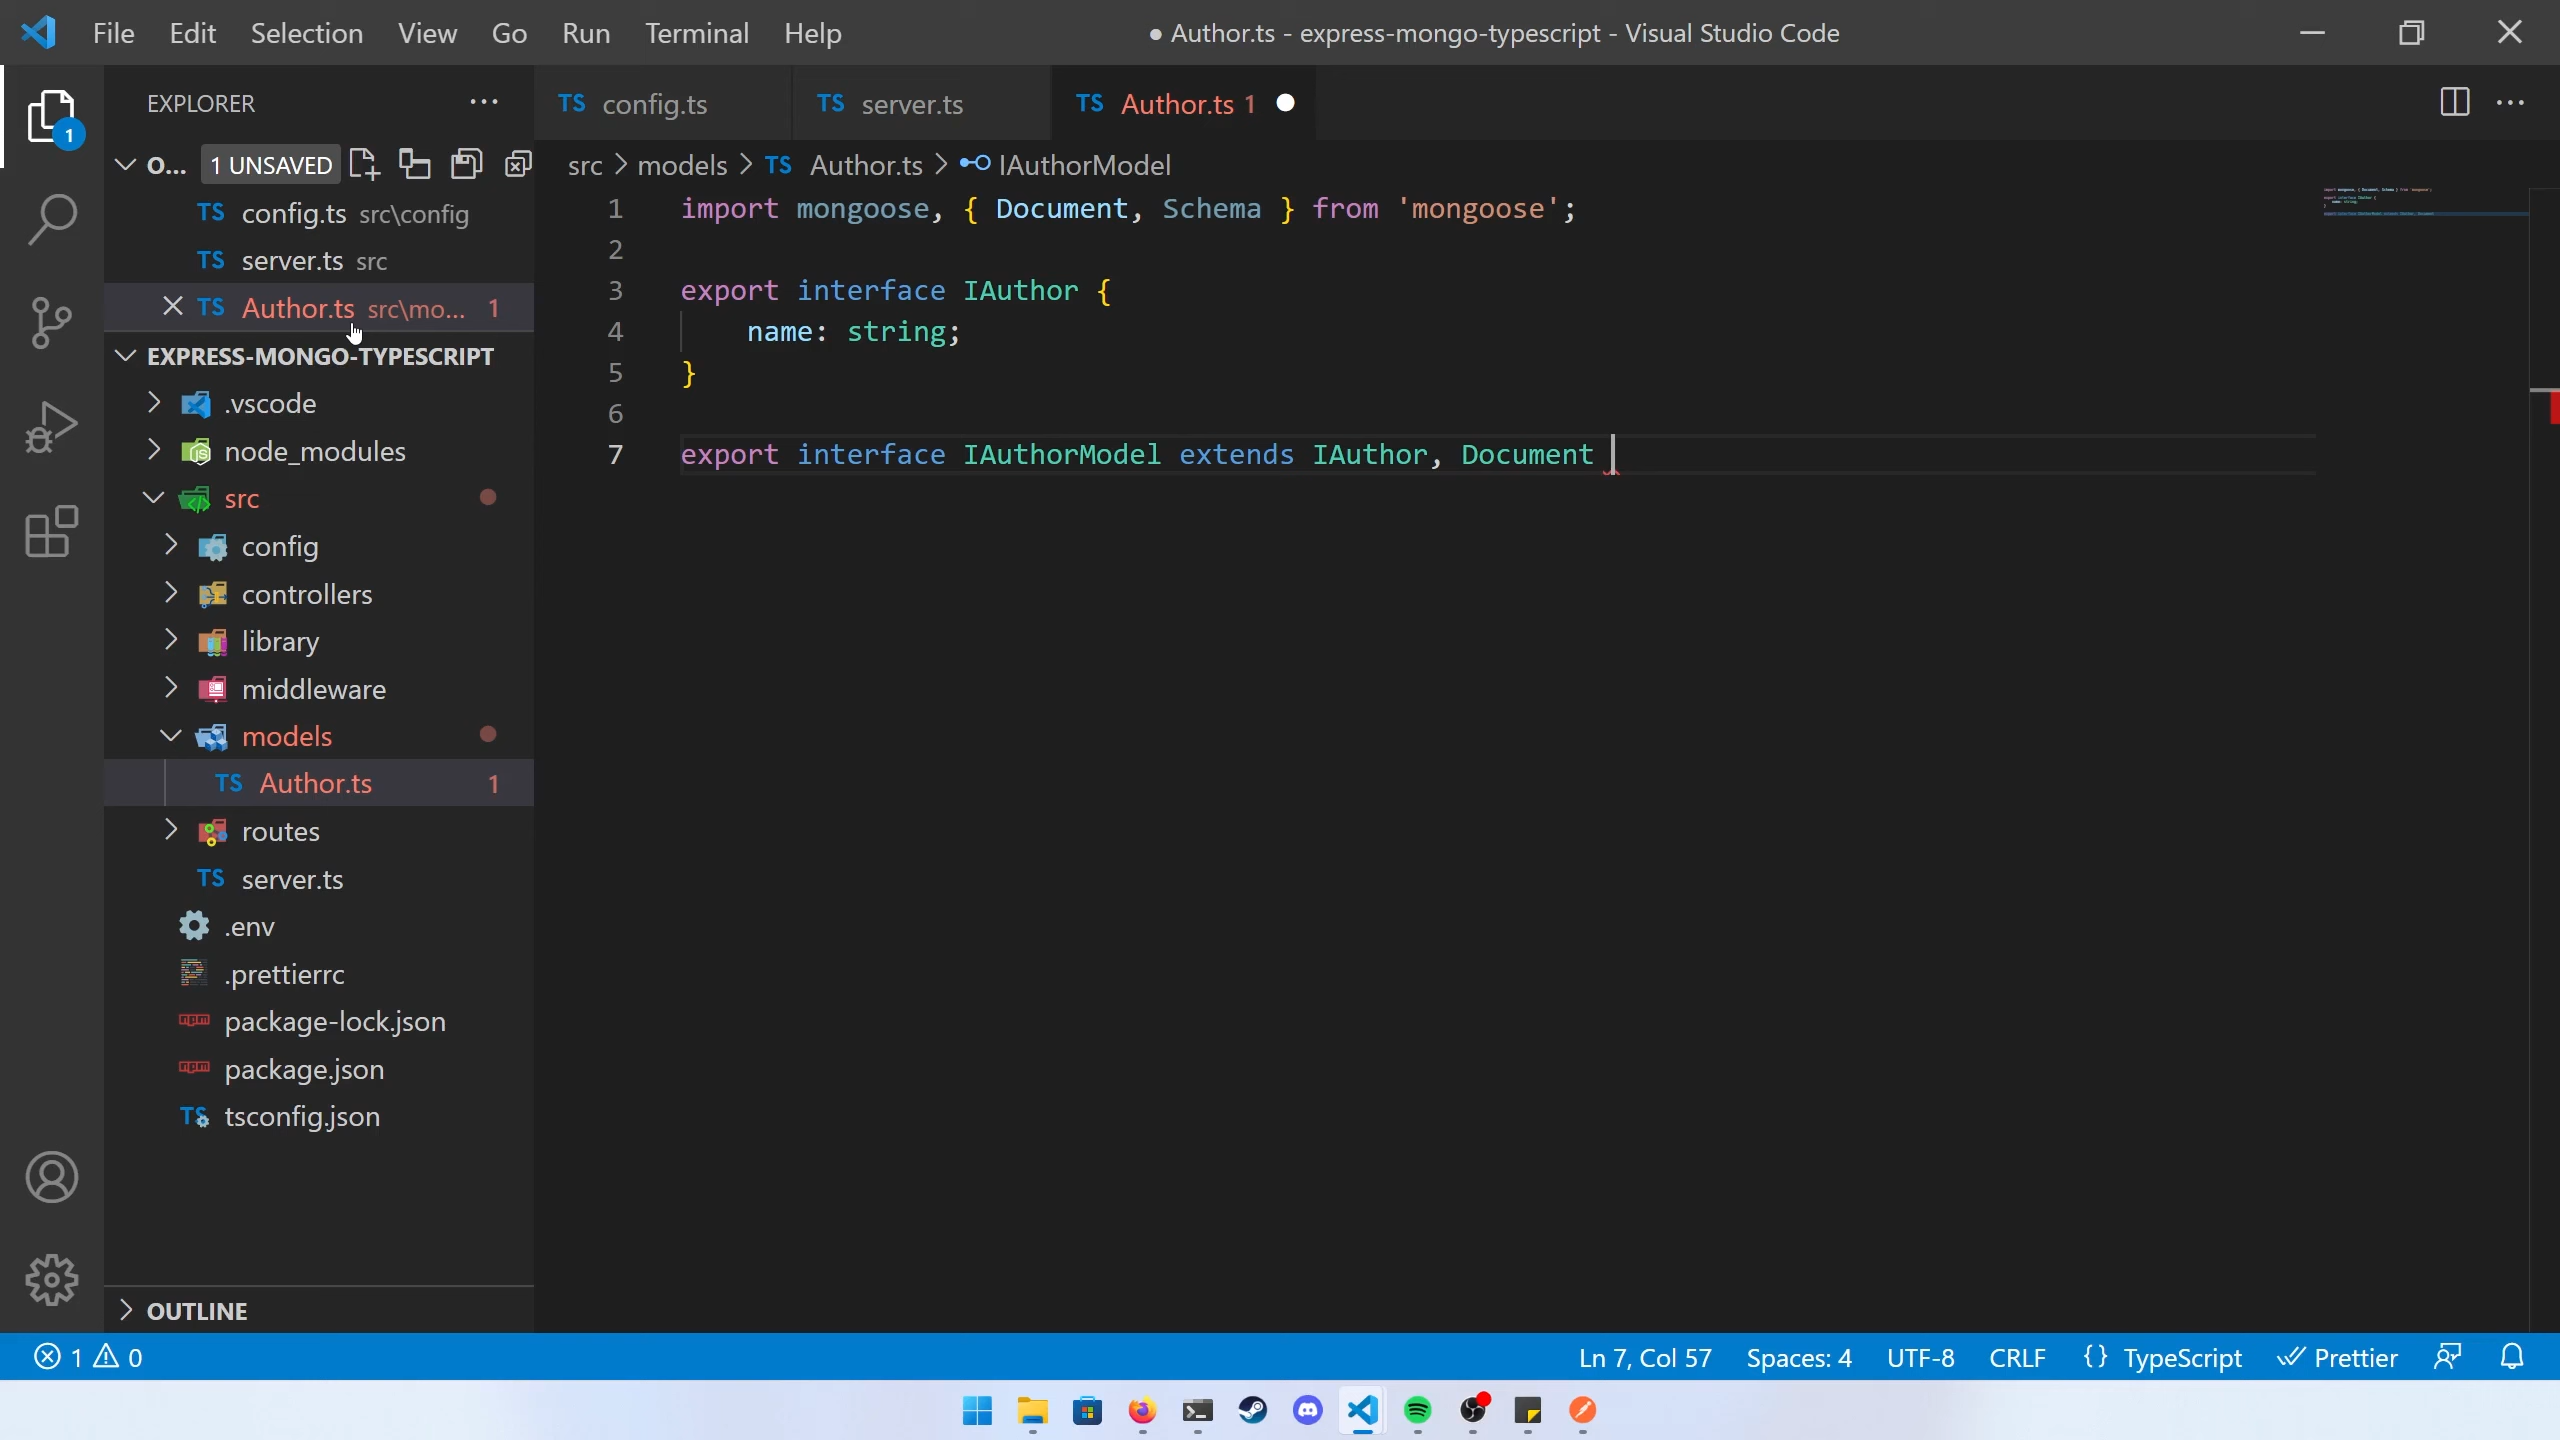 File Edit Selection View Go Run Terminal Help
● Author.ts - express-mongo-typescript - Visual Studio Code
EXPLORER
O... 1 UNSAVED
TS config.ts src\config
TS server.ts src
TS Author.ts src\mo... 1
EXPRESS-MONGO-TYPESCRIPT
.vscode
node_modules
src
config
controllers
library
middleware
models
TS Author.ts 1
routes
TS server.ts
.env
.prettierrc
package-lock.json
package.json
TS tsconfig.json
OUTLINE
1
TS config.ts
TS server.ts
TS Author.ts 1
src > models > TS Author.ts > IAuthorModel
1 import mongoose, { Document, Schema } from 'mongoose';
2
3 export interface IAuthor {
4 name: string;
5 }
6
7 export interface IAuthorModel extends IAuthor, Document
1 0
Ln 7, Col 57 Spaces: 4 UTF-8 CRLF {} TypeScript Prettier